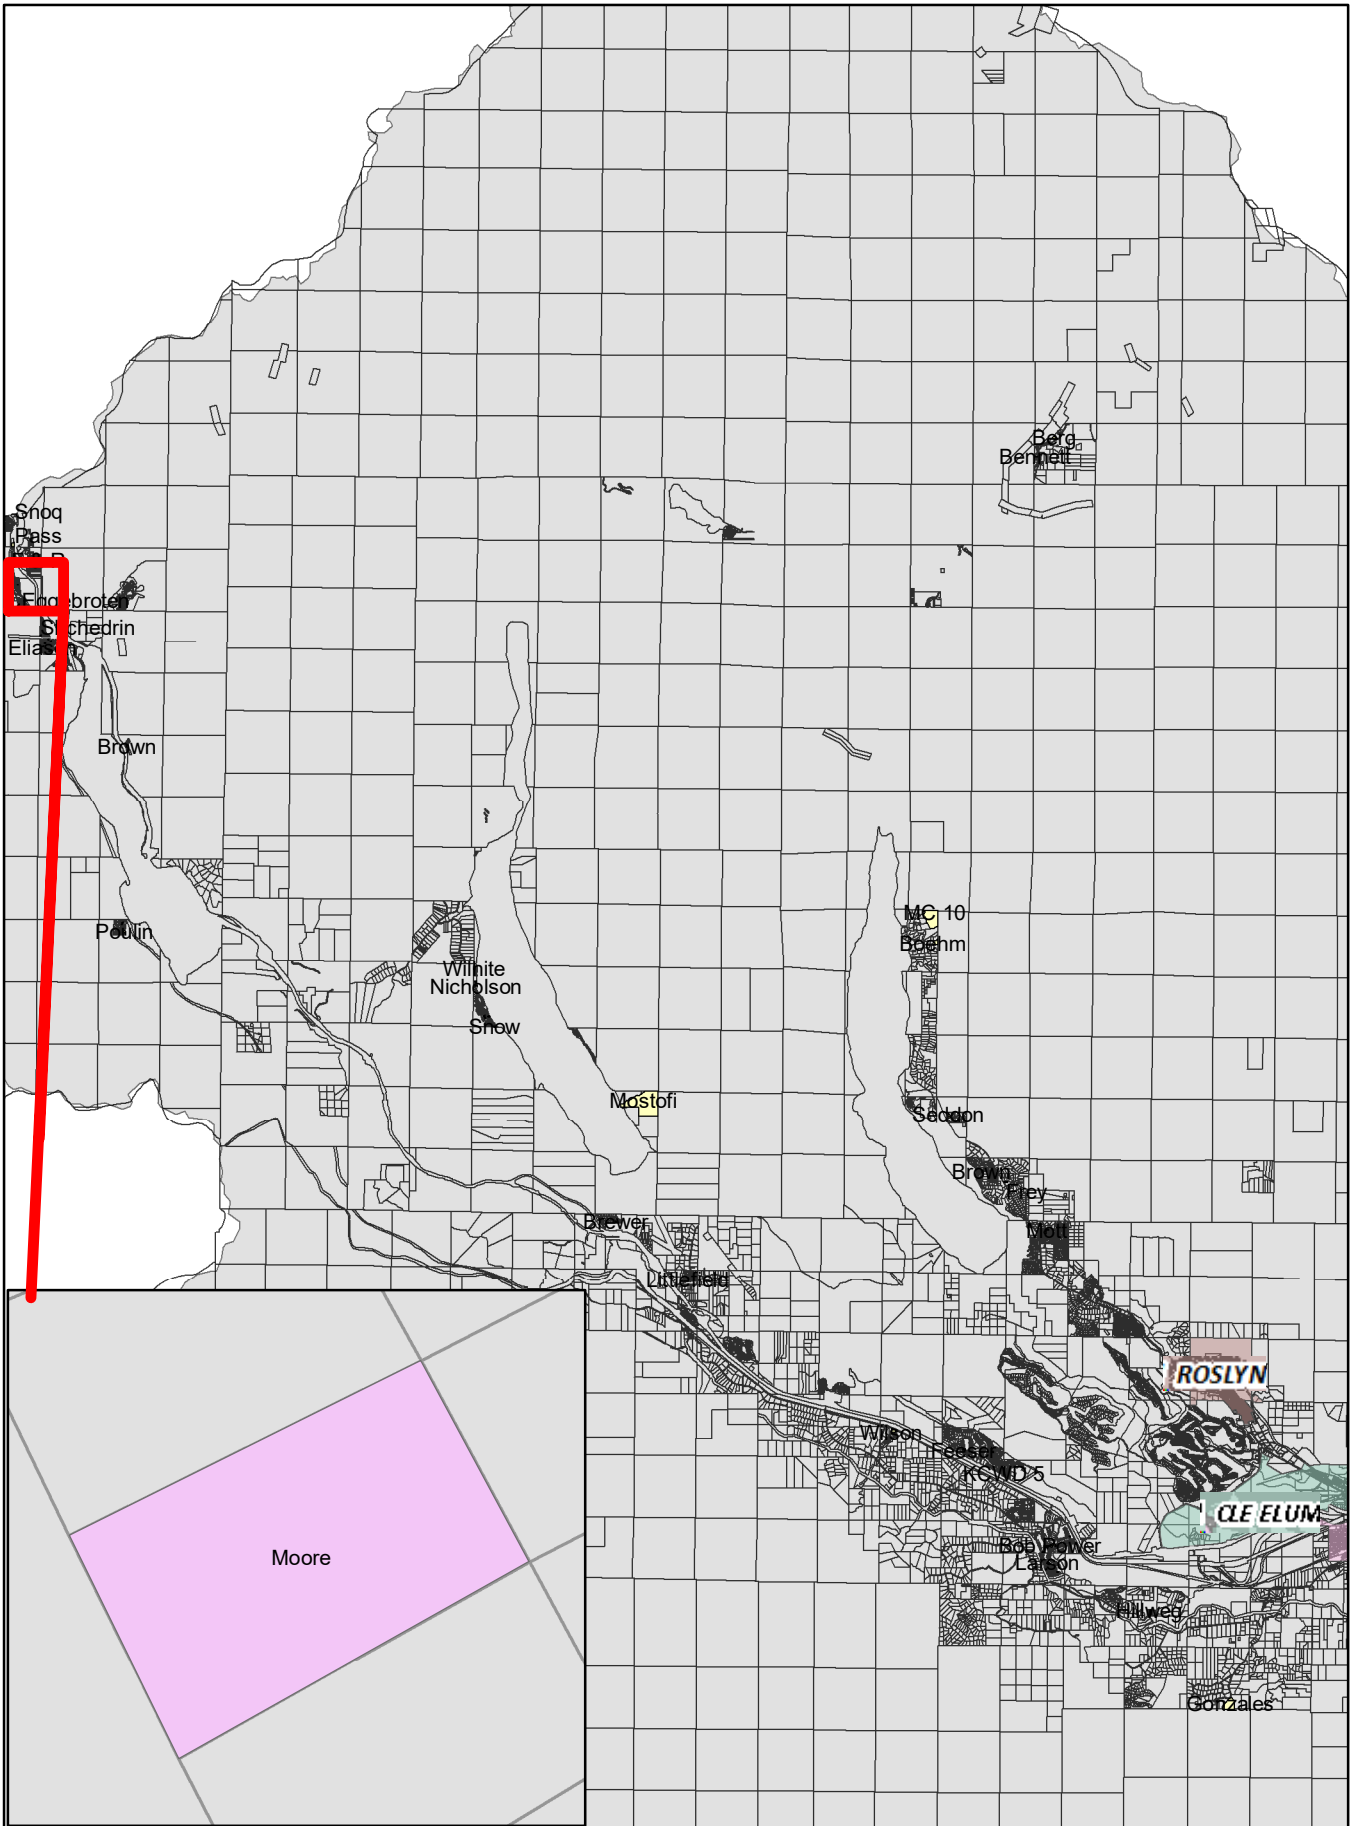 Berg
Bennett
Snoq
Pass
Eggebroten
Shchedrin
Eliason
Brown
MC 10
Boehm
Poulin
Wilhite
Nicholson
Snow
Mostofi
Seddon
Brown
Frey
Brewer
Mott
Littlefield
ROSLYN
Wilson
Feeser
KCWD 5
CLE ELUM
Bob Power
Larson
Moore
Hillweg
Gonzales